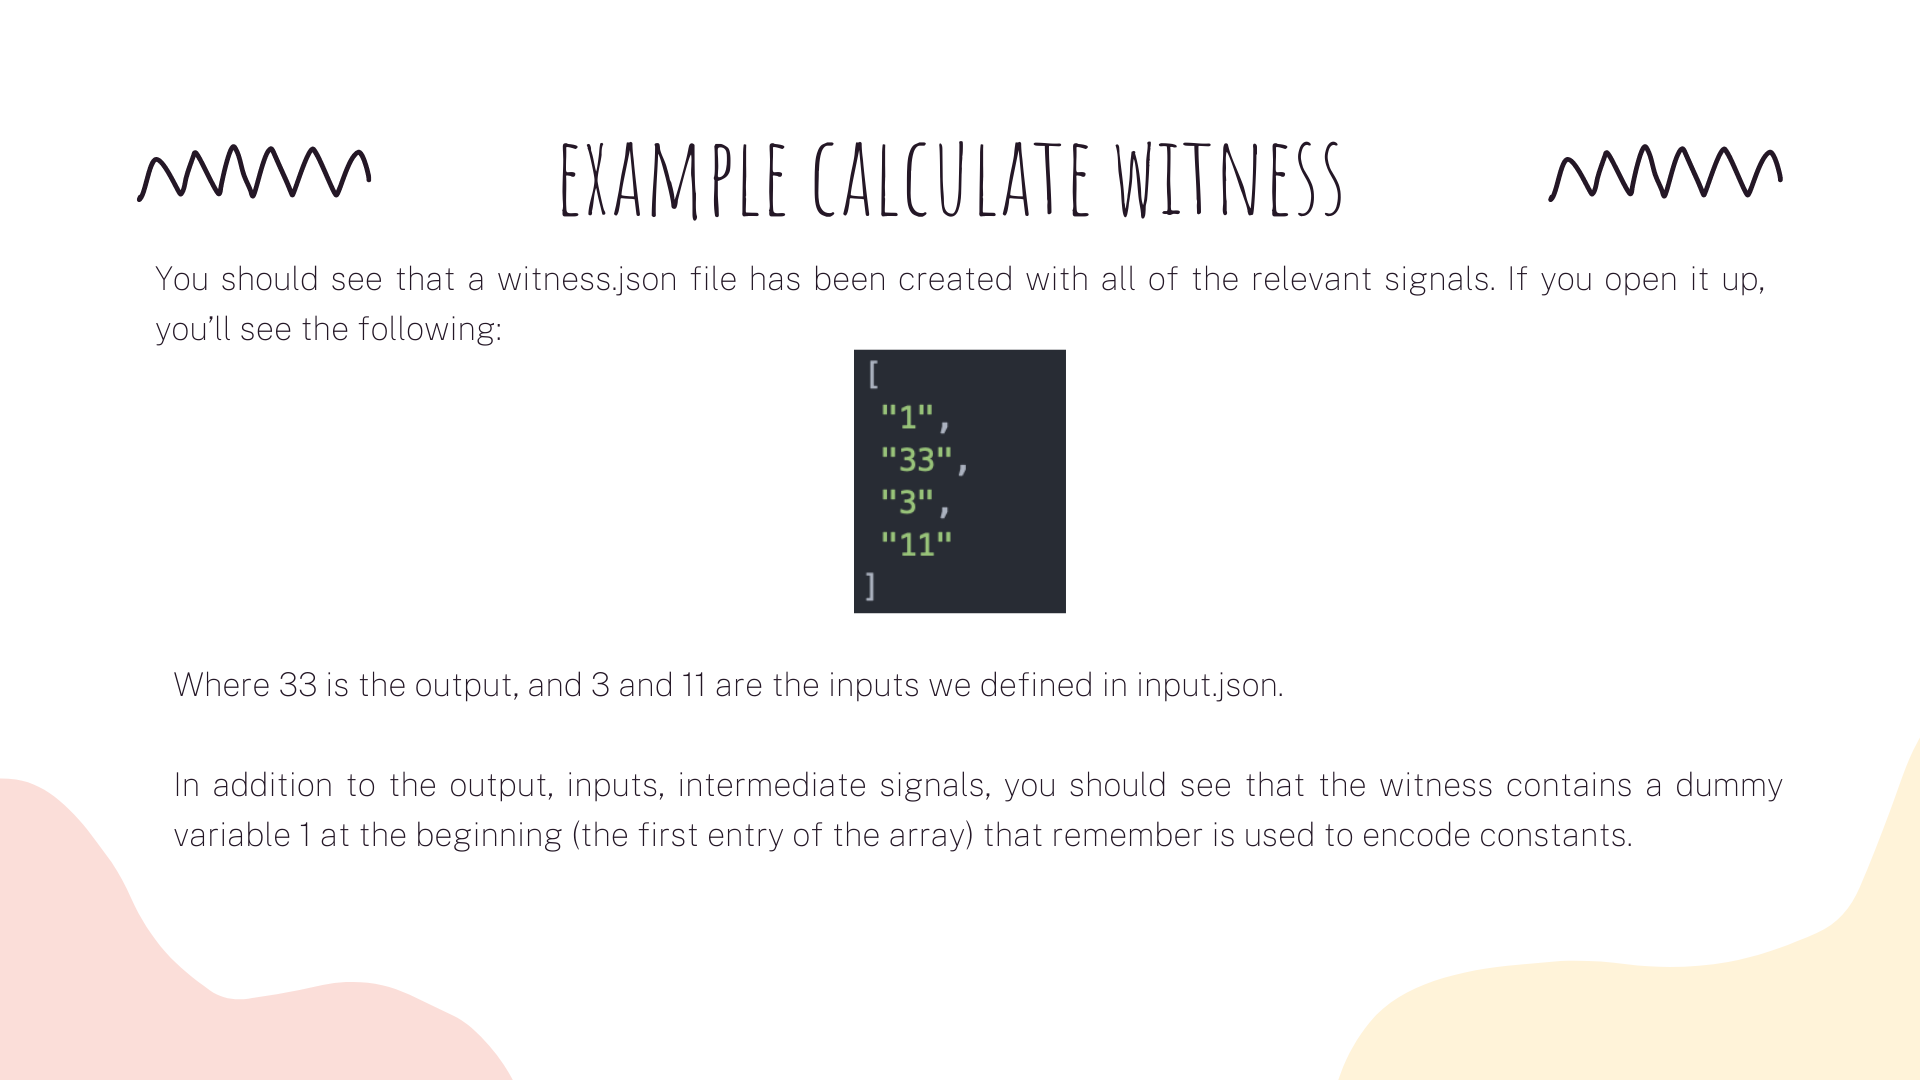 EXAMPLE CALCULATE WITNESS
You should see that a witness.json file has been created with all of the relevant signals. If you open it up,
you’ll see the following:
[
"1",
"33",
"3",
"11"
]
Where 33 is the output, and 3 and 11 are the inputs we defined in input.json.
In addition to the output, inputs, intermediate signals, you should see that the witness contains a dummy
variable 1 at the beginning (the first entry of the array) that remember is used to encode constants.